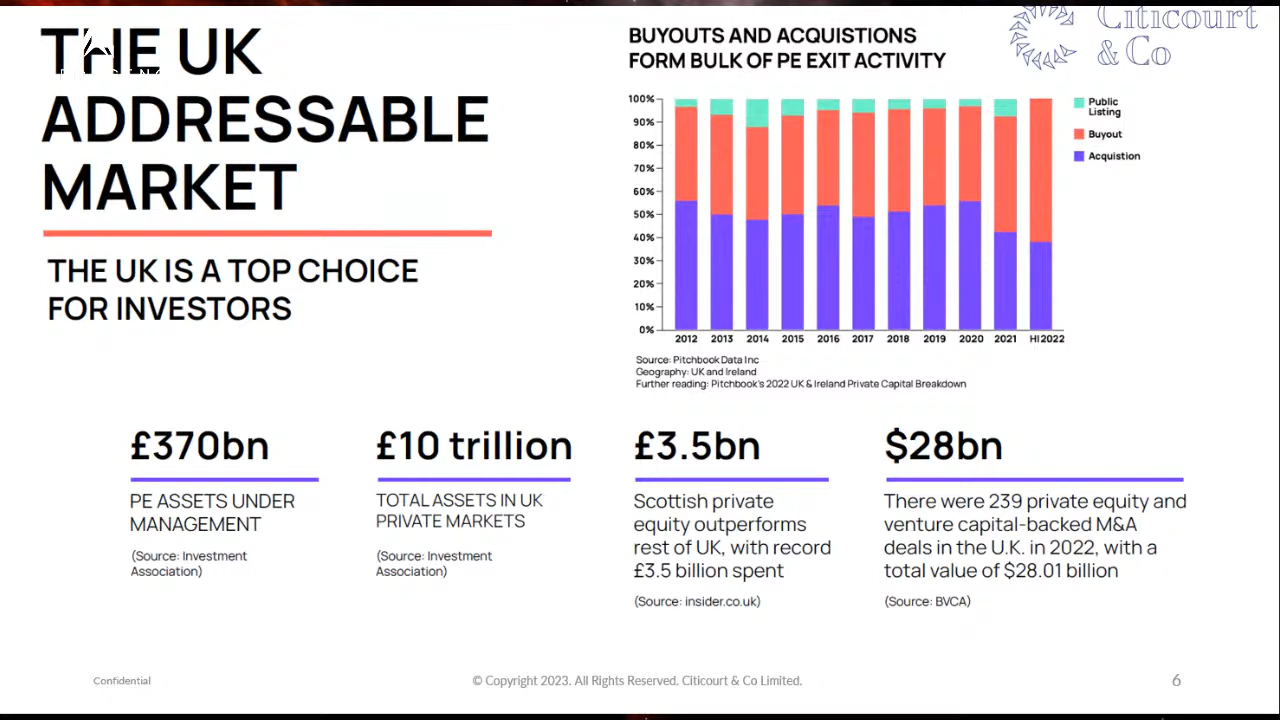 THE UK
ADDRESSABLE
MARKET
THE UK IS A TOP CHOICE
FOR INVESTORS
BUYOUTS AND ACQUISTIONS
FORM BULK OF PE EXIT ACTIVITY
Citicourt
& Co
100%
90%
80%
70%
60%
50%
40%
30%
20%
10%
0%
2012 2013 2014 2015 2016 2017 2018 2019 2020 2021 HI2022
Public
Listing
Buyout
Acquistion
Source: Pitchbook Data Inc
Geography: UK and Ireland
Further reading: Pitchbook's 2022 UK & Ireland Private Capital Breakdown
£370bn
PE ASSETS UNDER
MANAGEMENT
(Source: Investment
Association)
£10 trillion
TOTAL ASSETS IN UK
PRIVATE MARKETS
(Source: Investment
Association)
£3.5bn
Scottish private
equity outperforms
rest of UK, with record
£3.5 billion spent
(Source: insider.co.uk)
$28bn
There were 239 private equity and
venture capital-backed M&A
deals in the U.K. in 2022, with a
total value of $28.01 billion
(Source: BVCA)
Confidential
© Copyright 2023. All Rights Reserved. Citicourt & Co Limited.
6